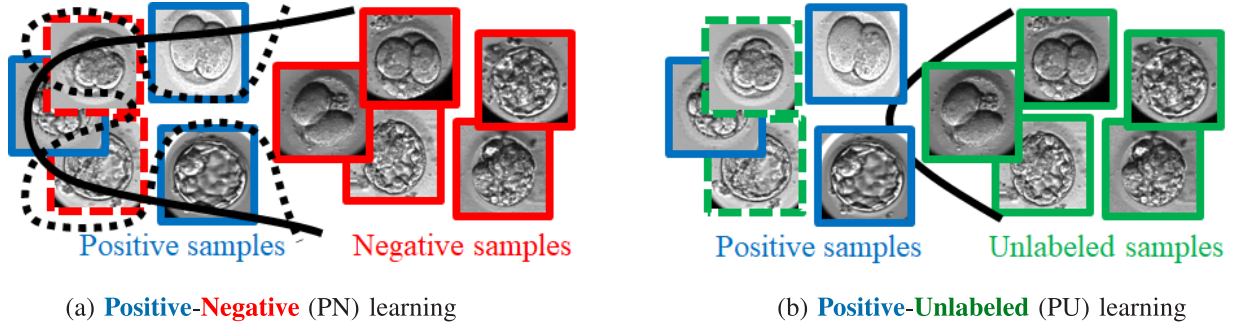 Positive samples
Negative samples
Positive samples
Unlabeled samples
(a) Positive-Negative (PN) learning
(b) Positive-Unlabeled (PU) learning